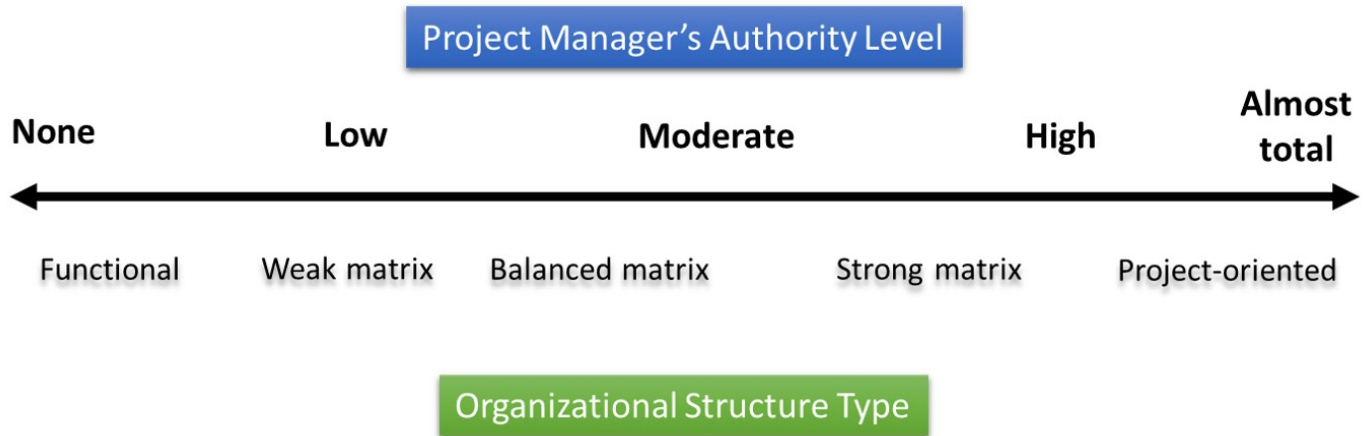 Project Manager’s Authority Level
None Low Moderate High Almost total
Functional Weak matrix Balanced matrix Strong matrix Project-oriented
Organizational Structure Type